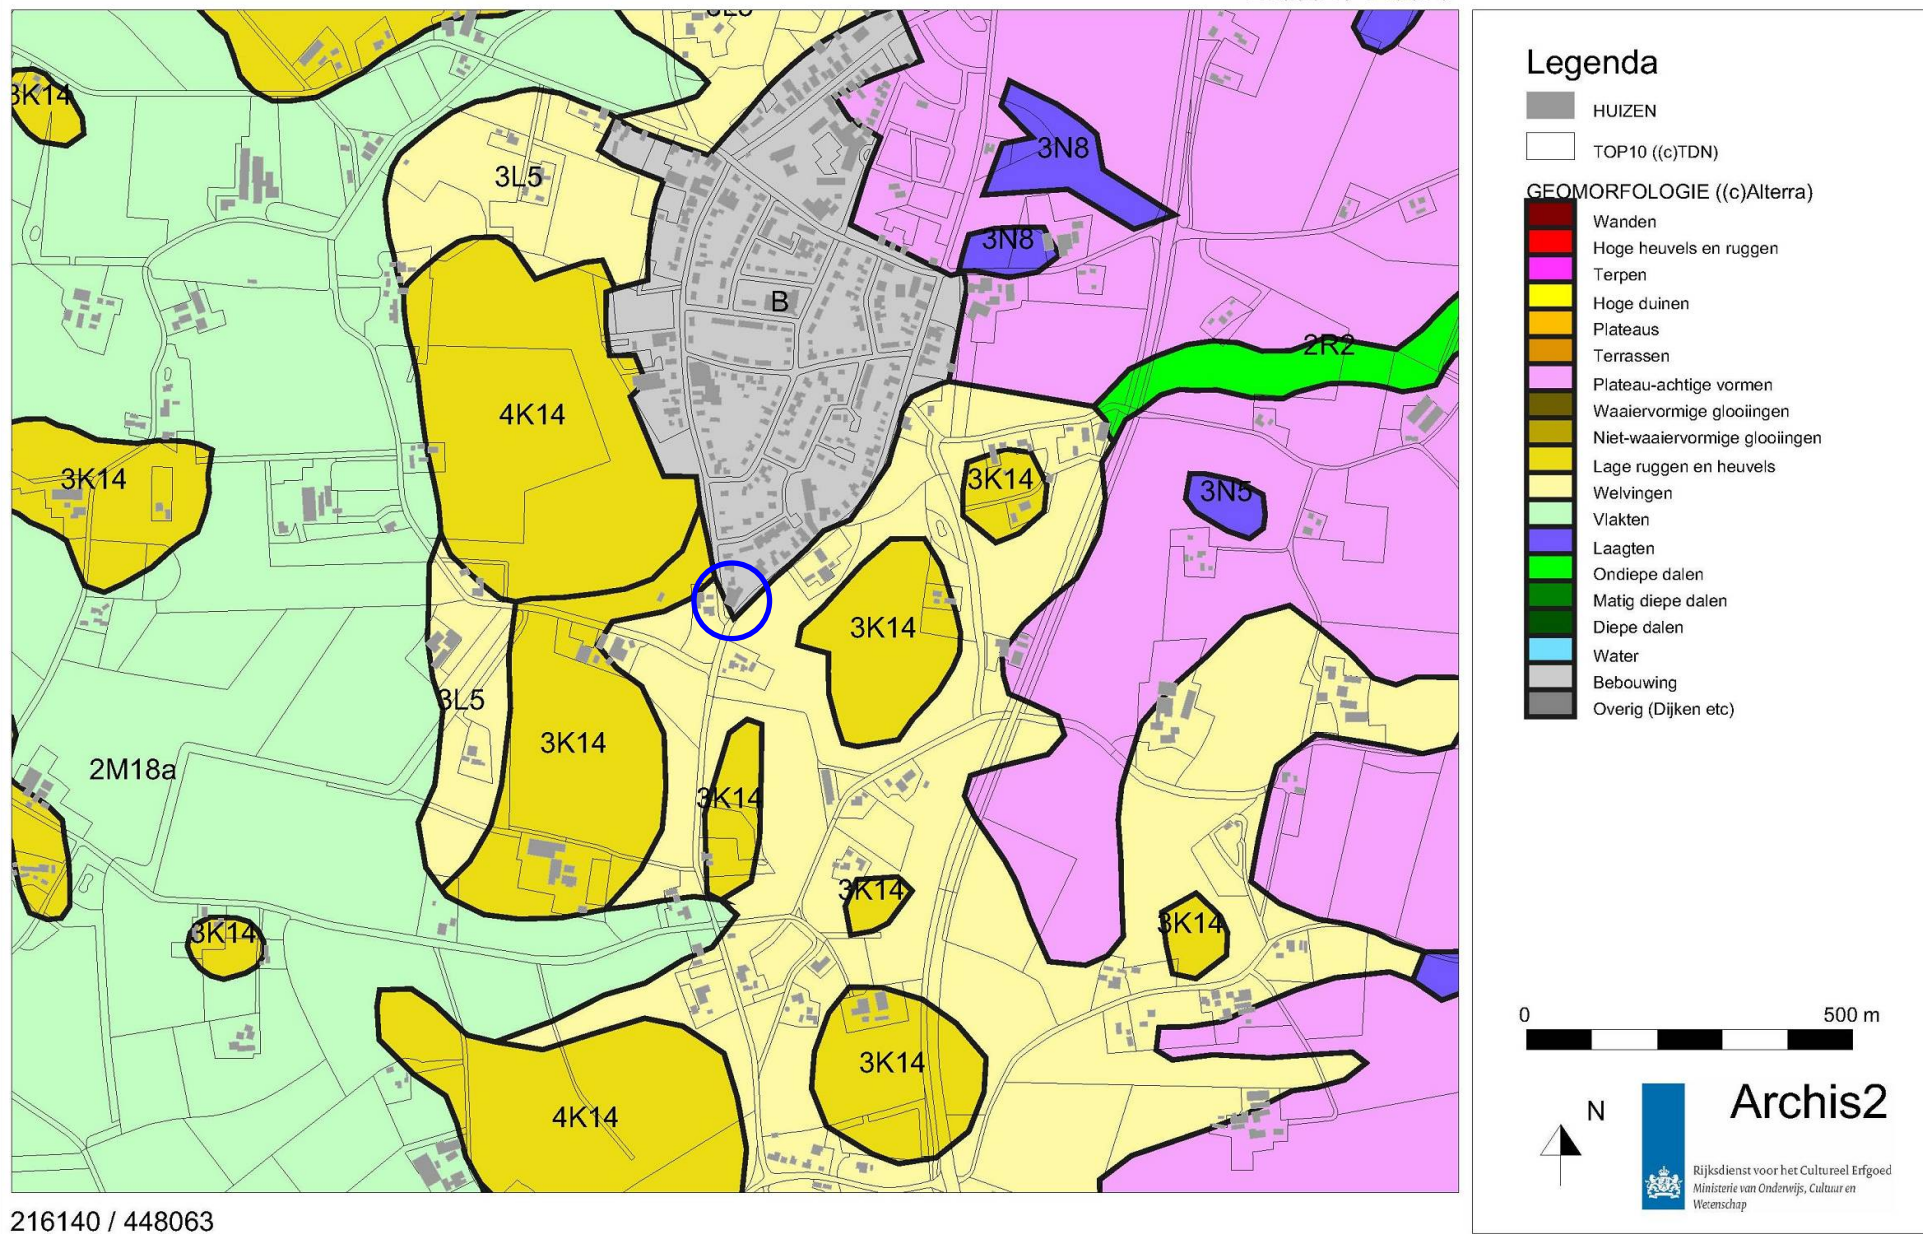 3K14
3L5
3N8
3N8
B
2R2
4K14
3K14
3K14
3N5
3K14
3L5
3K14
2M18a
3K14
3K14
3K14
3K14
3K14
4K14
216140 / 448063
Legenda
HUIZEN
TOP10 ((c)TDN)
GEOMORFOLOGIE ((c)Alterra)
Wanden
Hoge heuvels en ruggen
Terpen
Hoge duinen
Plateaus
Terrassen
Plateau-achtige vormen
Waaiervormige glooiingen
Niet-waaiervormige glooiingen
Lage ruggen en heuvels
Welvingen
Vlakten
Laagten
Ondiepe dalen
Matig diepe dalen
Diepe dalen
Water
Bebouwing
Overig (Dijken etc)
0 500 m
N
Archis2
Rijksdienst voor het Cultureel Erfgoed
Ministerie van Onderwijs, Cultuur en
Wetenschap